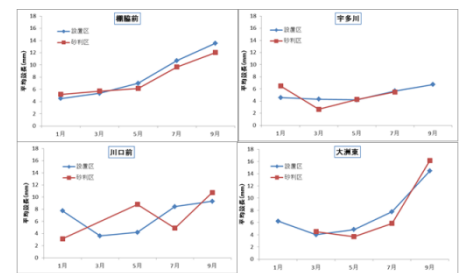 棚脇前
平均殻長(mm)
18
16
14
12
10
8
6
4
2
0
設置区
砂利区
1月 3月 5月 7月 9月
宇多川
平均殻長(mm)
18
16
14
12
10
8
6
4
2
0
設置区
砂利区
1月 3月 5月 7月 9月
川口前
平均殻長(mm)
18
16
14
12
10
8
6
4
2
0
設置区
砂利区
1月 3月 5月 7月 9月
大洲東
平均殻長(mm)
18
16
14
12
10
8
6
4
2
0
設置区
砂利区
1月 3月 5月 7月 9月